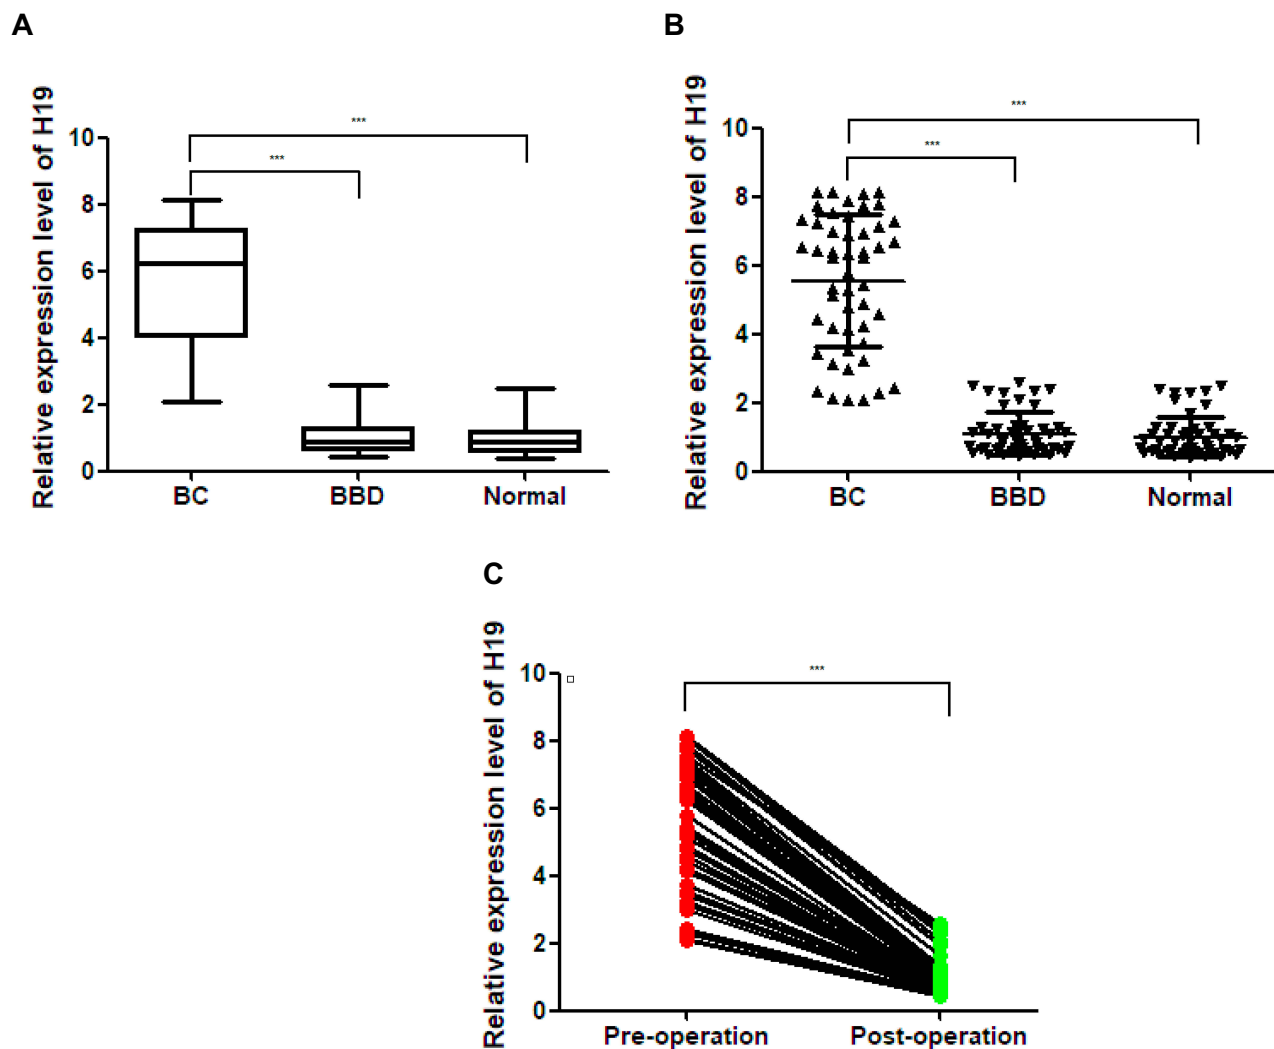 A
Relative expression level of H19
10
8
6
4
2
0
***
***
BC BBD Normal
B
Relative expression level of H19
10
8
6
4
2
0
***
***
BC BBD Normal
C
Relative expression level of H19
10
8
6
4
2
0
***
Pre-operation Post-operation